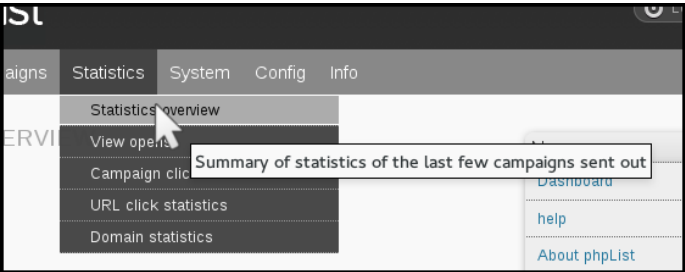 aigns Statistics System Config Info
Statistics overview
ERVI
View opens
Summary of statistics of the last few campaigns sent out
Campaign clic
Dashboard
URL click statistics
help
Domain statistics
About phpList